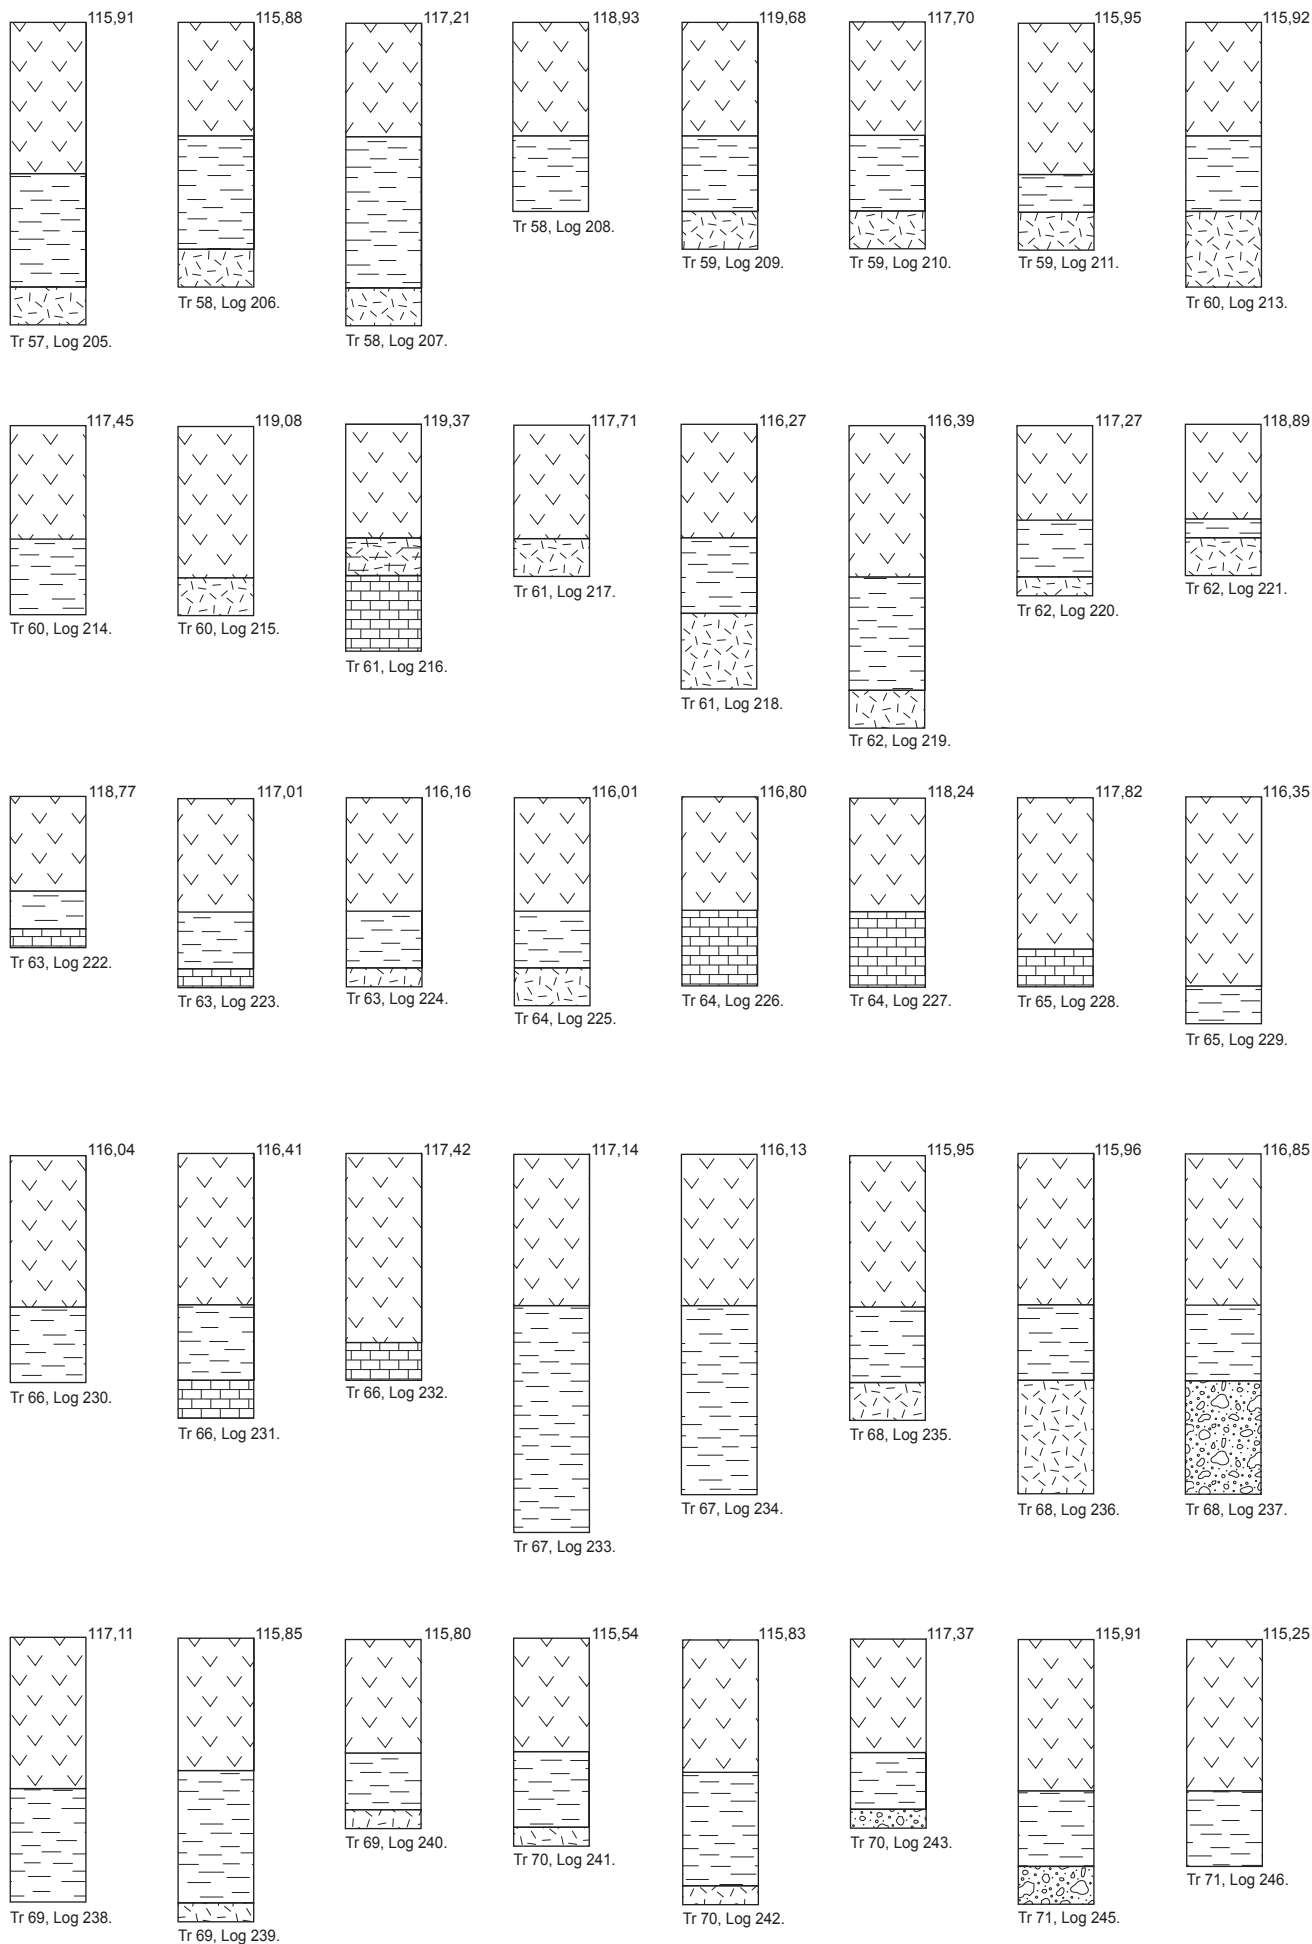 115,91
115,88
117,21
118,93
119,68
117,70
115,95
115,92
Tr 58, Log 208.
Tr 59, Log 209.
Tr 59, Log 210.
Tr 59, Log 211.
Tr 58, Log 206.
Tr 60, Log 213.
Tr 57, Log 205.
Tr 58, Log 207.
117,45
119,08
119,37
117,71
116,27
116,39
117,27
118,89
Tr 61, Log 217.
Tr 62, Log 221.
Tr 62, Log 220.
Tr 60, Log 214.
Tr 60, Log 215.
Tr 61, Log 216.
Tr 61, Log 218.
Tr 62, Log 219.
118,77
117,01
116,16
116,01
116,80
118,24
117,82
116,35
Tr 63, Log 222.
Tr 63, Log 223.
Tr 63, Log 224.
Tr 64, Log 225.
Tr 64, Log 226.
Tr 64, Log 227.
Tr 65, Log 228.
Tr 65, Log 229.
116,04
116,41
117,42
117,14
116,13
115,95
115,96
116,85
Tr 66, Log 230.
Tr 66, Log 232.
Tr 66, Log 231.
Tr 68, Log 235.
Tr 67, Log 234.
Tr 68, Log 236.
Tr 68, Log 237.
Tr 67, Log 233.
117,11
115,85
115,80
115,54
115,83
117,37
115,91
115,25
Tr 69, Log 240.
Tr 70, Log 243.
Tr 70, Log 241.
Tr 71, Log 246.
Tr 69, Log 238.
Tr 70, Log 242.
Tr 71, Log 245.
Tr 69, Log 239.